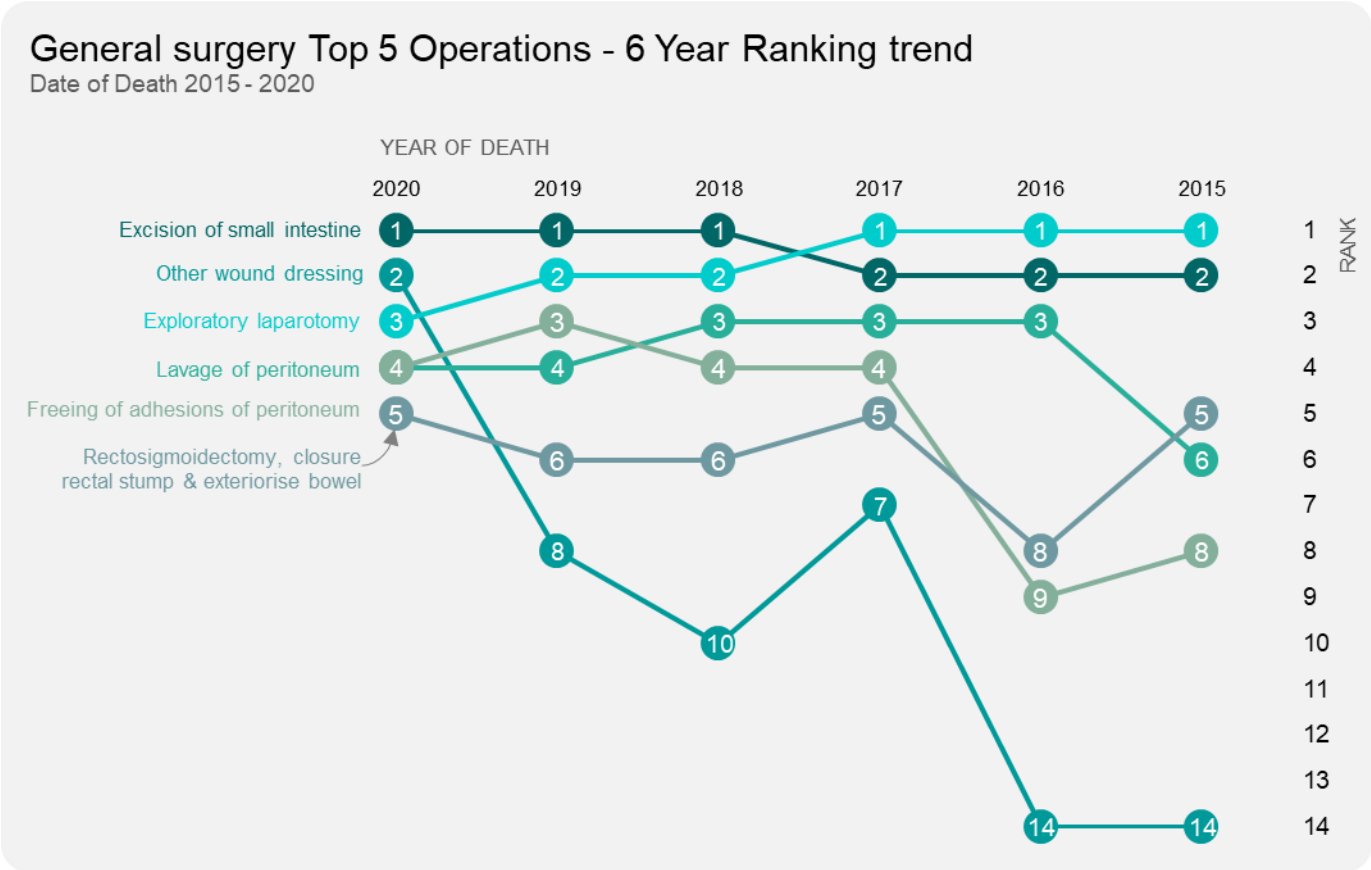 General surgery Top 5 Operations - 6 Year Ranking trend
Date of Death 2015 - 2020
YEAR OF DEATH
2020 2019 2018 2017 2016 2015
Excision of small intestine 1 1 1 1 1 1 1
Other wound dressing 2 2 2 2 2 2 2
Exploratory laparotomy 3 3 3 3 3 3
Lavage of peritoneum 4 4 4 4 4
Freeing of adhesions of peritoneum 5 5 5 5
Rectosigmoidectomy, closure 6 6 6 6
rectal stump & exteriorise bowel
7 7
8 8 8 8
9 9
10 10
11
12
13
14 14 14
RANK